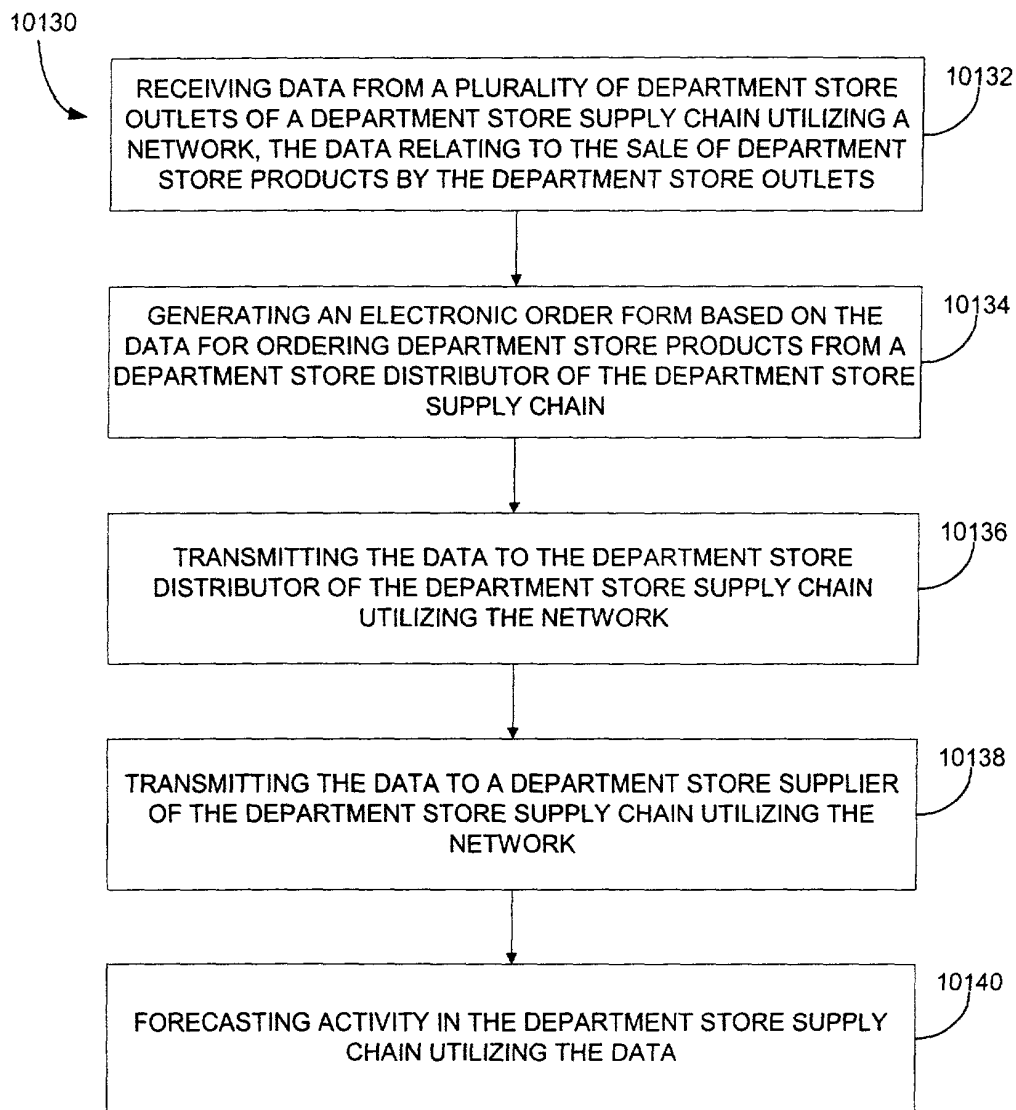 10130
RECEIVING DATA FROM A PLURALITY OF DEPARTMENT STORE
OUTLETS OF A DEPARTMENT STORE SUPPLY CHAIN UTILIZING A
NETWORK, THE DATA RELATING TO THE SALE OF DEPARTMENT
STORE PRODUCTS BY THE DEPARTMENT STORE OUTLETS
10132
GENERATING AN ELECTRONIC ORDER FORM BASED ON THE
DATA FOR ORDERING DEPARTMENT STORE PRODUCTS FROM A
DEPARTMENT STORE DISTRIBUTOR OF THE DEPARTMENT STORE
SUPPLY CHAIN
10134
TRANSMITTING THE DATA TO THE DEPARTMENT STORE
DISTRIBUTOR OF THE DEPARTMENT STORE SUPPLY CHAIN
UTILIZING THE NETWORK
10136
TRANSMITTING THE DATA TO A DEPARTMENT STORE SUPPLIER
OF THE DEPARTMENT STORE SUPPLY CHAIN UTILIZING THE
NETWORK
10138
FORECASTING ACTIVITY IN THE DEPARTMENT STORE SUPPLY
CHAIN UTILIZING THE DATA
10140